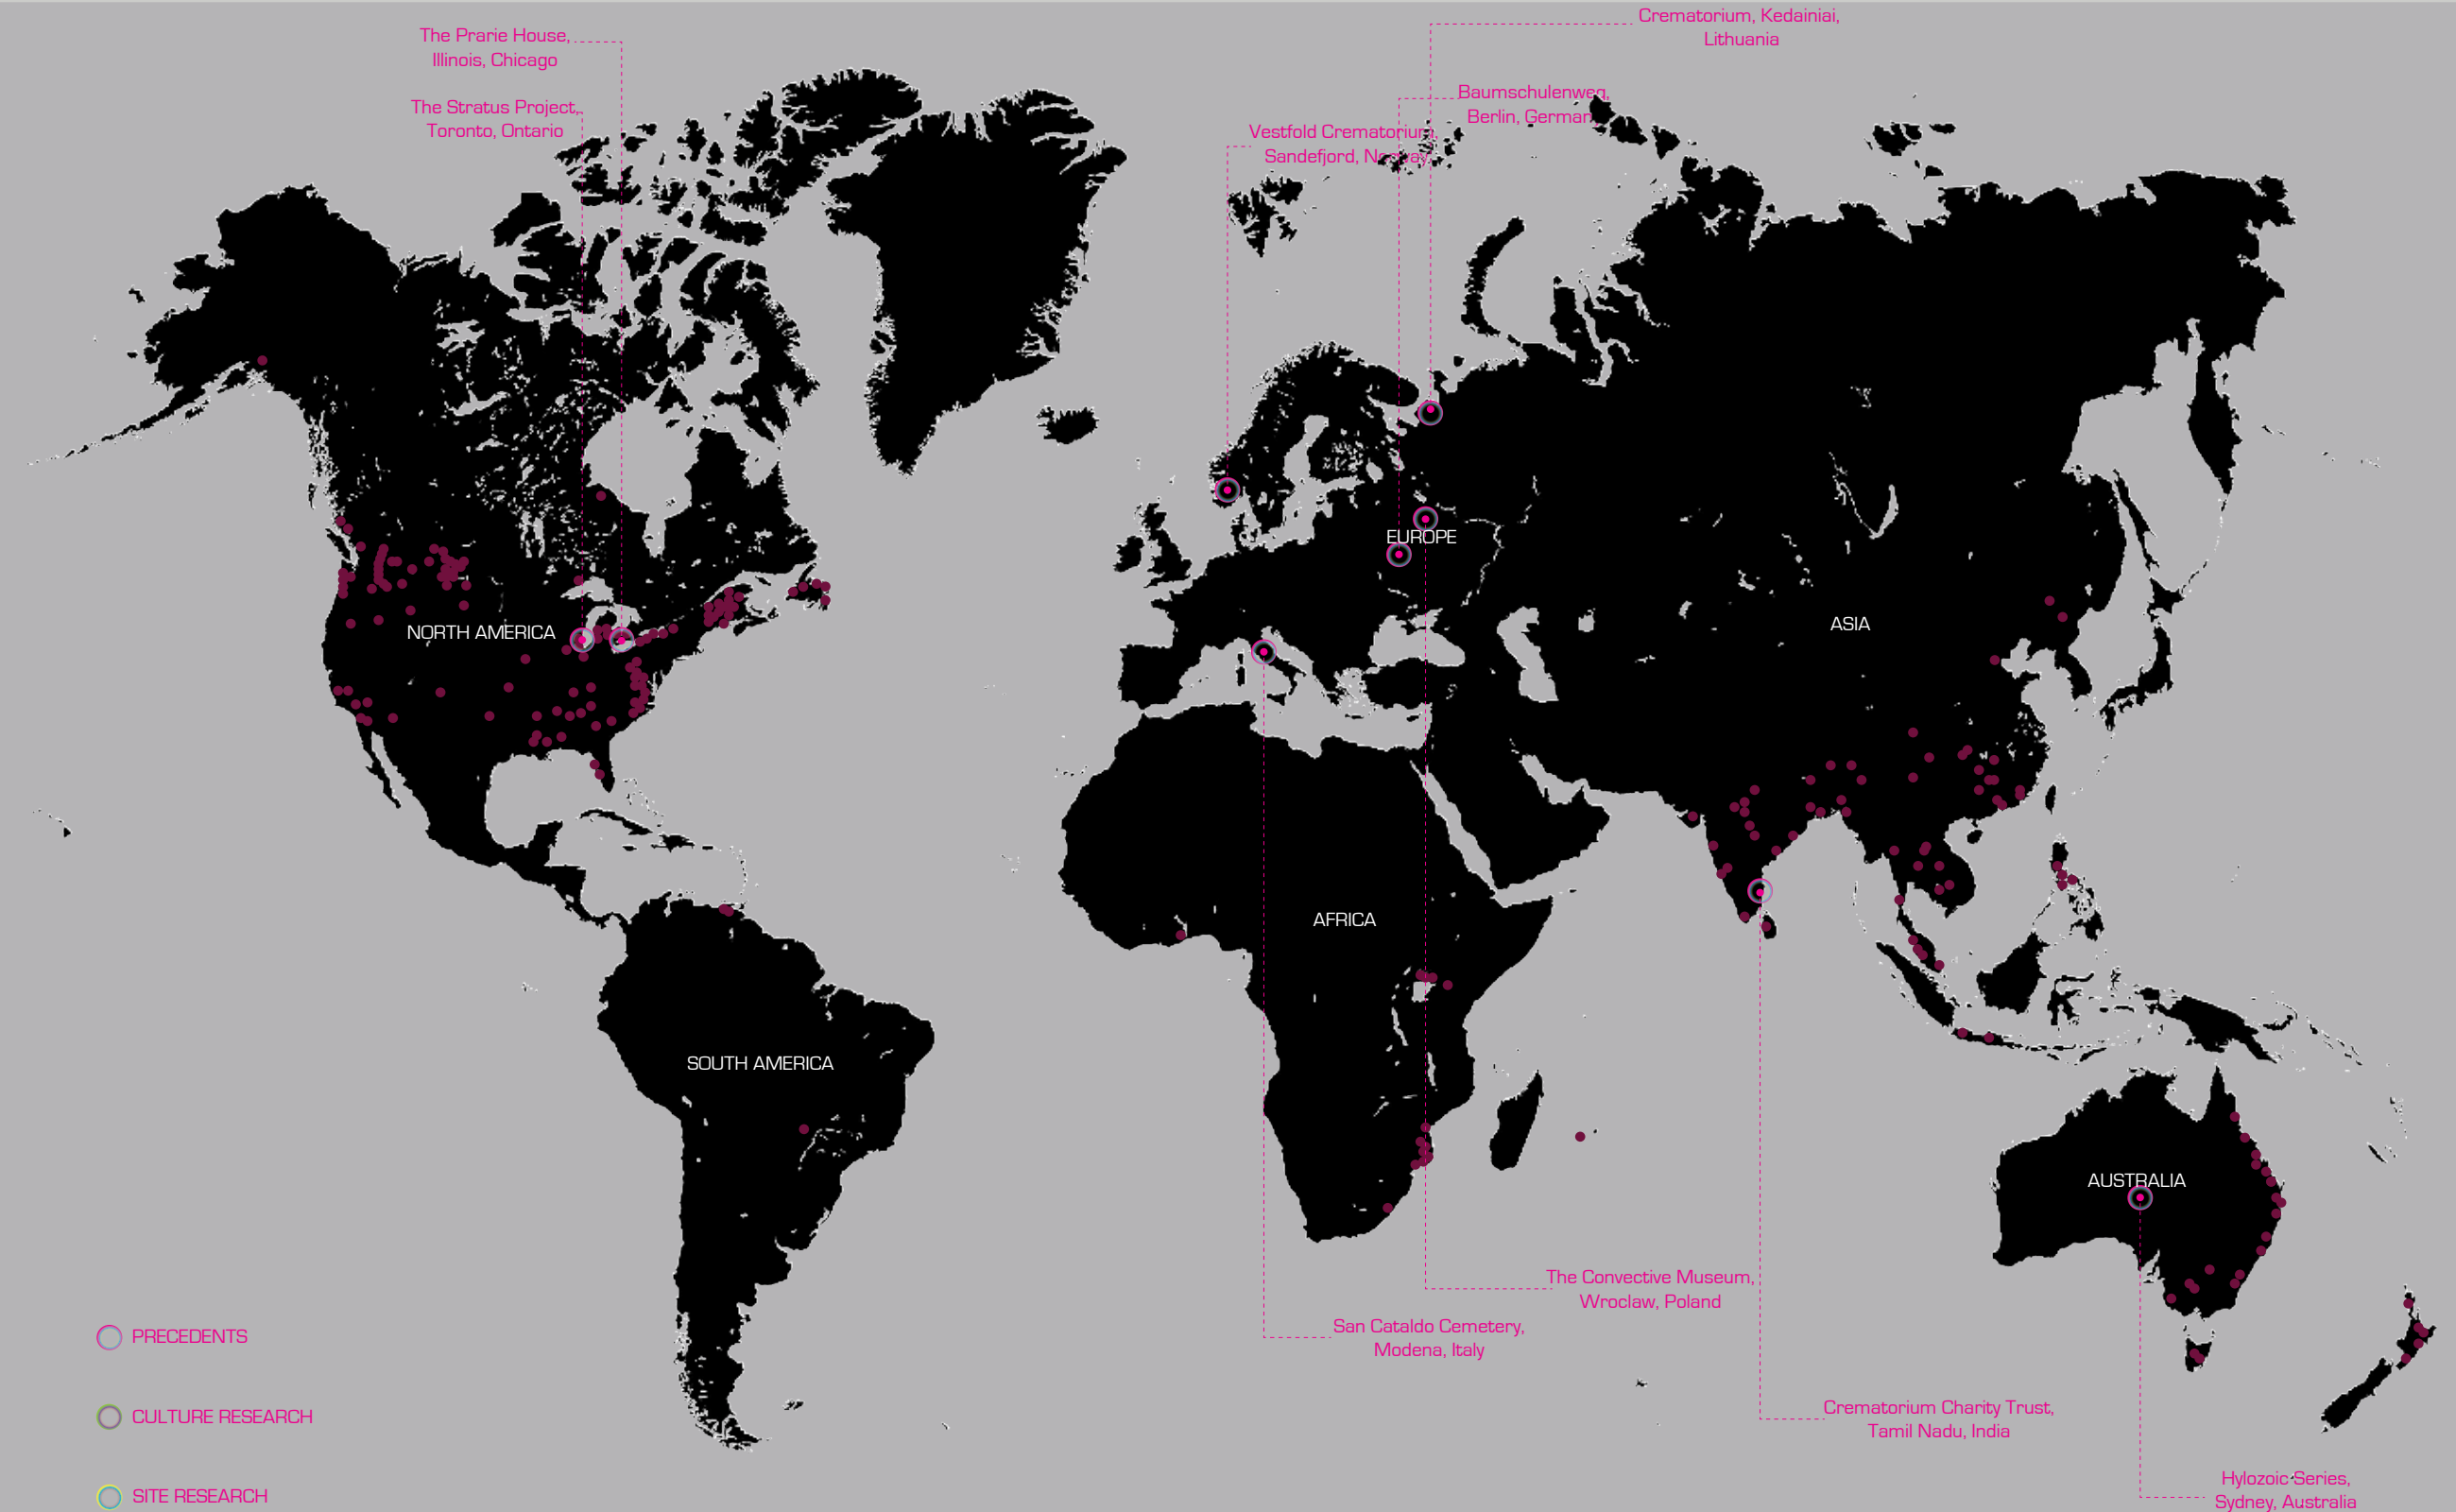 The Prarie House,
Illinois, Chicago
The Stratus Project,
Toronto, Ontario
Crematorium, Kedainiai,
Lithuania
Baumschulenweg,
Berlin, Germany
Vestfold Crematorium,
Sandefjord, Norway
NORTH AMERICA
EUROPE
ASIA
AFRICA
SOUTH AMERICA
AUSTRALIA
The Convective Museum,
Wroclaw, Poland
San Cataldo Cemetery,
Modena, Italy
Crematorium Charity Trust,
Tamil Nadu, India
Hylozoic Series,
Sydney, Australia
PRECEDENTS
CULTURE RESEARCH
SITE RESEARCH